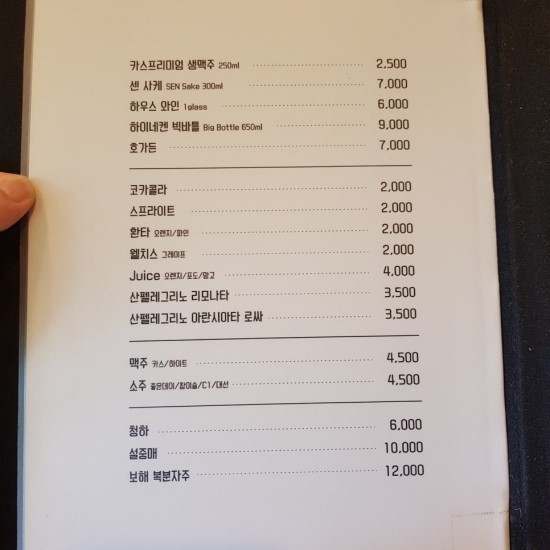 카스프리미엄 생맥주 250ml 2,500
센 사케 SEN Sake 300ml 7,000
하우스 와인 1glass 6,000
하이네켄 빅바틀 Big Bottle 650ml 9,000
호가든 7,000
코카콜라 2,000
스프라이트 2,000
환타 오렌지/파인 2,000
웰치스 그레이프 2,000
Juice 오렌지/포도/망고 4,000
산펠레그리노 리모나타 3,500
산펠레그리노 아란시아타 로싸 3,500
맥주 카스/하이트 4,500
소주 좋은데이/참이슬/C1/대선 4,500
청하 6,000
설중매 10,000
보해 복분자주 12,000